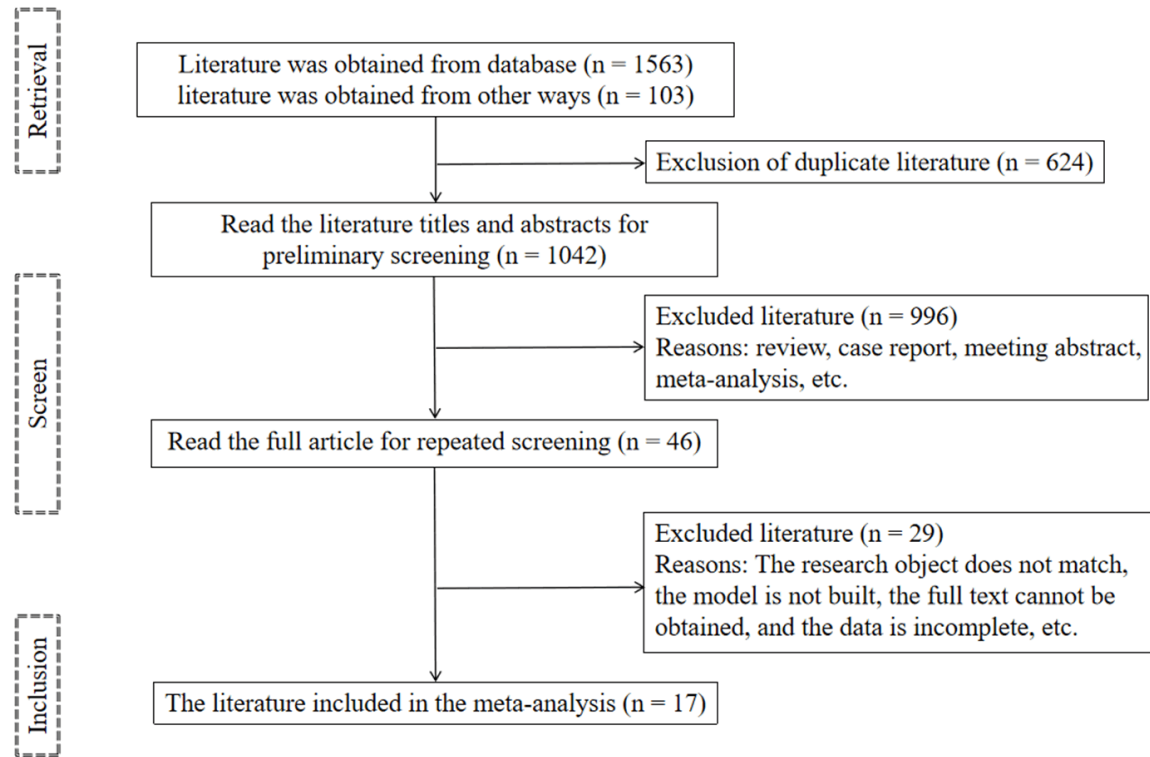 Retrieval
Literature was obtained from database (n = 1563)
literature was obtained from other ways (n = 103)
Exclusion of duplicate literature (n = 624)
Read the literature titles and abstracts for
preliminary screening (n = 1042)
Screen
Excluded literature (n = 996)
Reasons: review, case report, meeting abstract,
meta-analysis, etc.
Read the full article for repeated screening (n = 46)
Excluded literature (n = 29)
Reasons: The research object does not match,
the model is not built, the full text cannot be
obtained, and the data is incomplete, etc.
Inclusion
The literature included in the meta-analysis (n = 17)